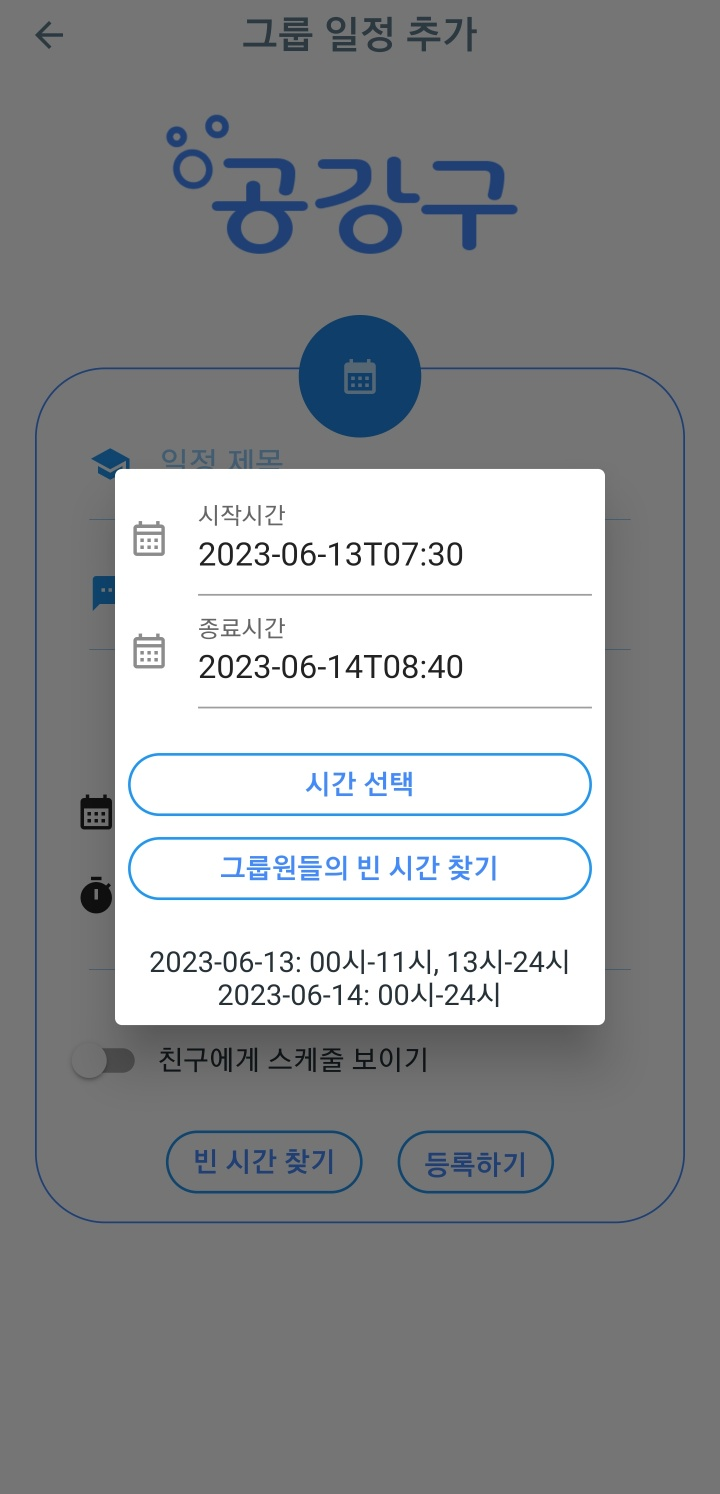 그룹 일정 추가
공강구
일정 제목
시작시간
2023-06-13T07:30
종료시간
2023-06-14T08:40
시간 선택
그룹원들의 빈 시간 찾기
2023-06-13: 00시-11시, 13시-24시
2023-06-14: 00시-24시
친구에게 스케줄 보이기
빈 시간 찾기
등록하기